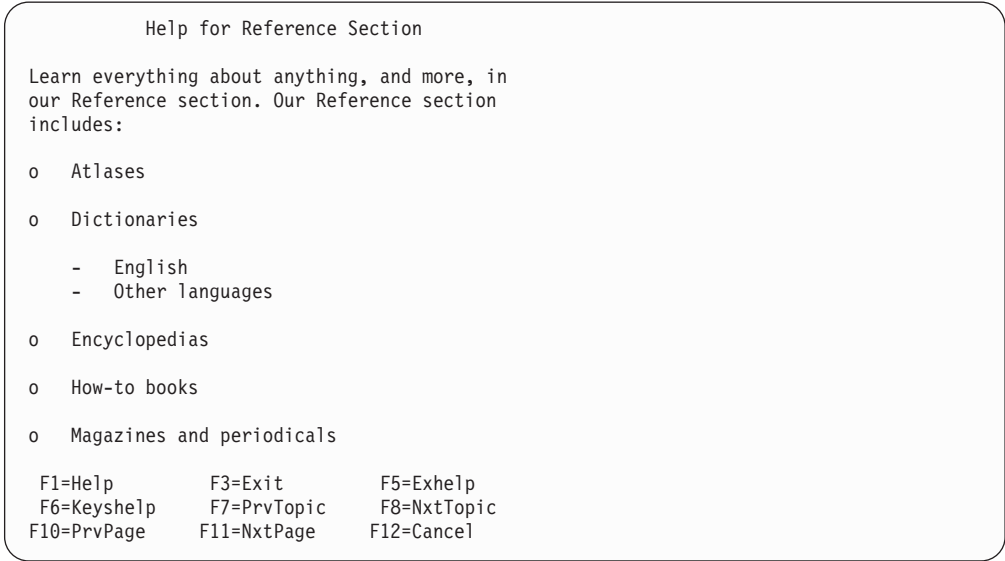 Help for Reference Section
Learn everything about anything, and more, in
our Reference section. Our Reference section
includes:
o Atlases
o Dictionaries
- English
- Other languages
o Encyclopedias
o How-to books
o Magazines and periodicals
F1=Help F3=Exit F5=Exhelp
F6=Keyshelp F7=PrvTopic F8=NxtTopic
F10=PrvPage F11=NxtPage F12=Cancel